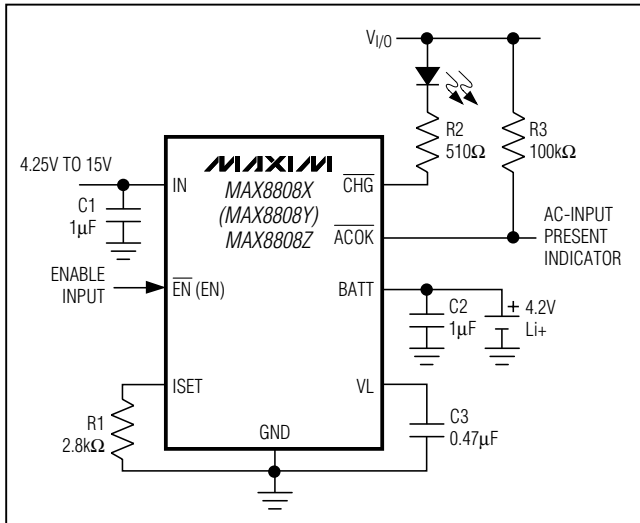 V_I/O
R2
510Ω
R3
100kΩ
4.25V TO 15V
IN
MAXIM
MAX8808X
(MAX8808Y)
MAX8808Z
CHG
C1
1µF
ACOK
AC-INPUT
PRESENT
INDICATOR
ENABLE
INPUT
EN (EN)
BATT
C2
1µF
+ 4.2V
Li+
ISET
VL
R1
2.8kΩ
GND
C3
0.47µF